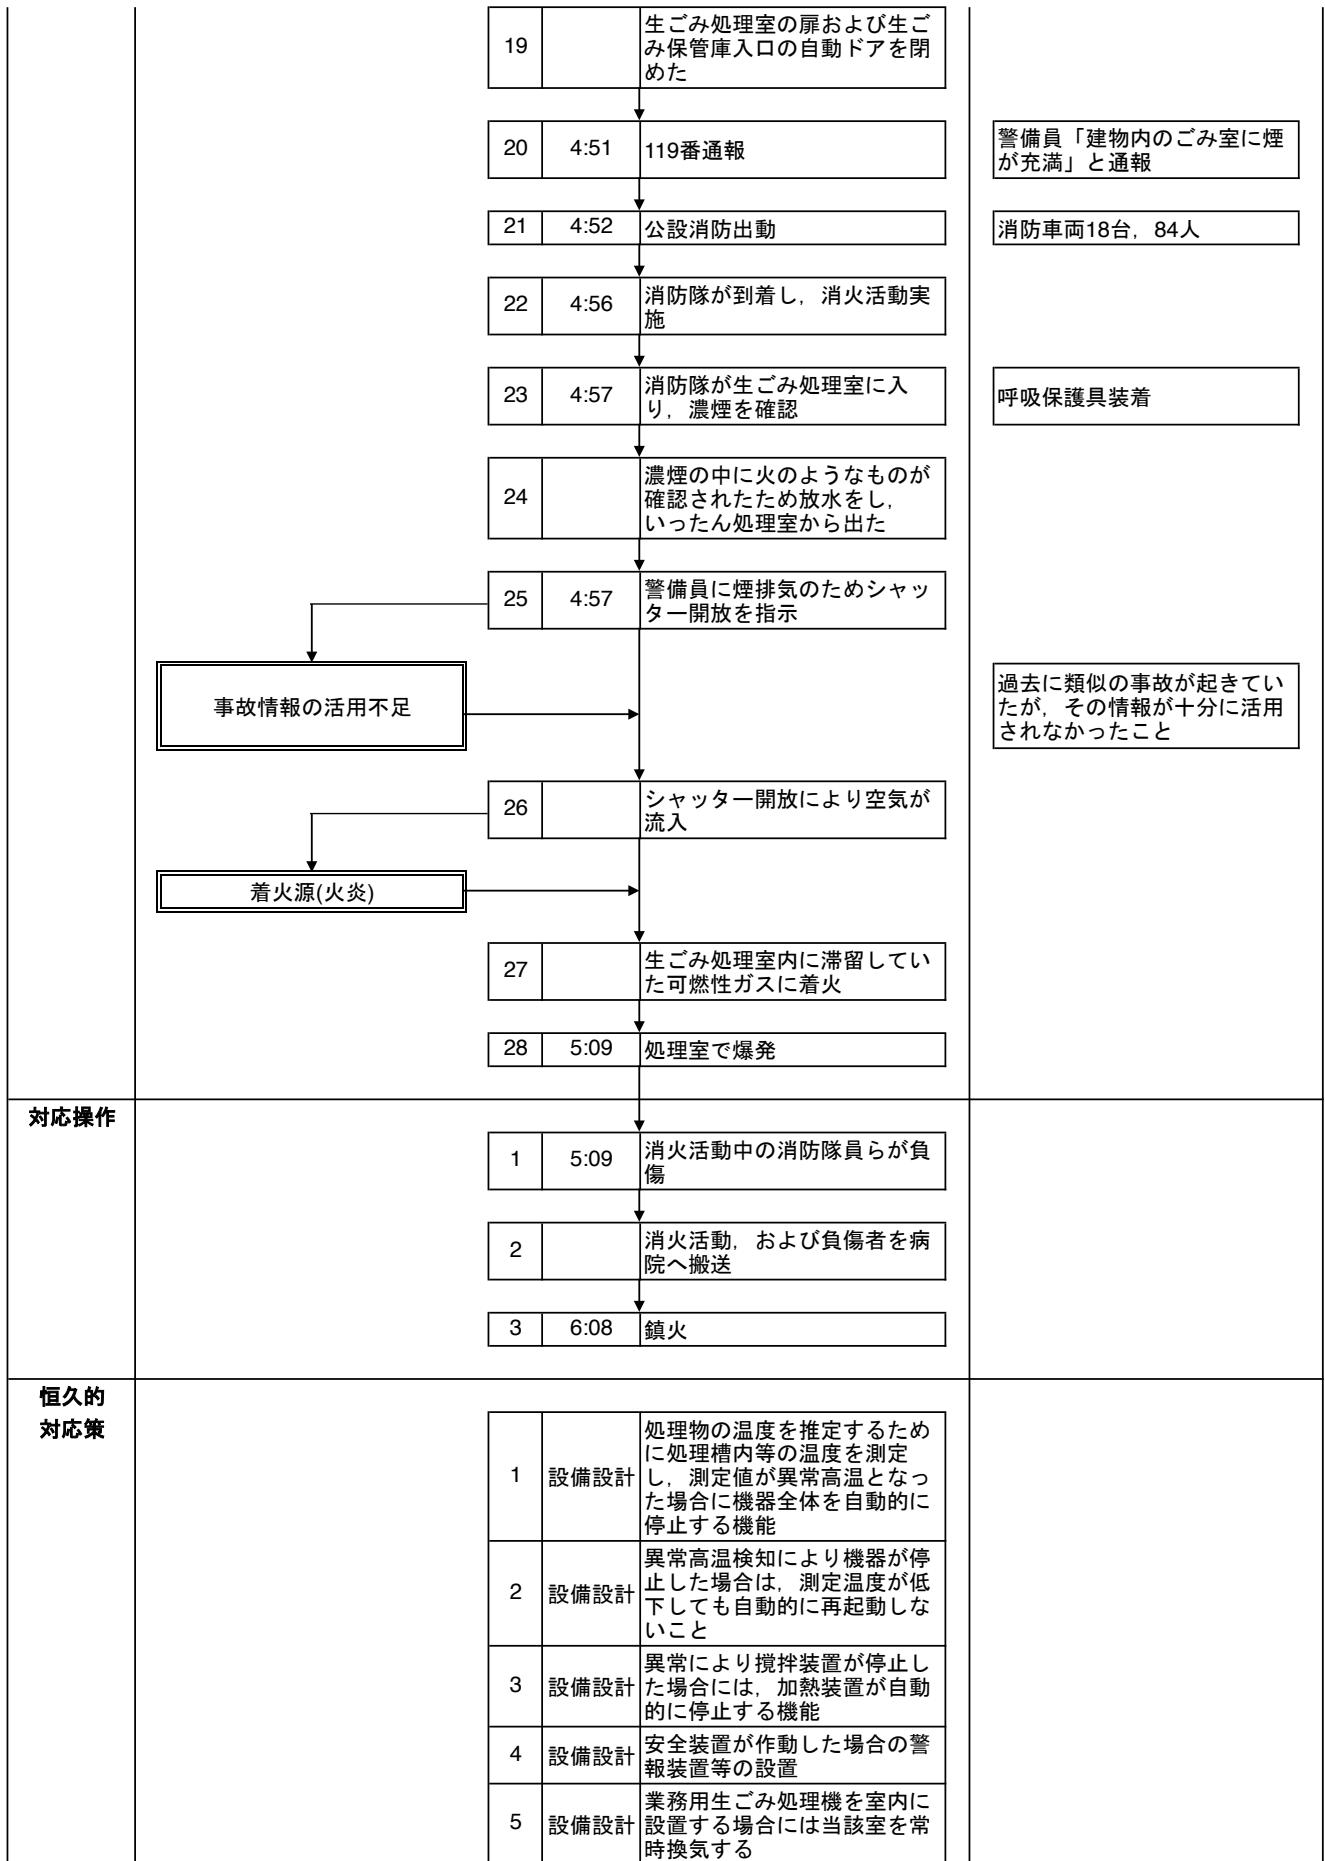 19
生ごみ処理室の扉および生ご
み保管庫入口の自動ドアを閉
めた
20
4:51
119番通報
警備員「建物内のごみ室に煙
が充満」と通報
21
4:52
公設消防出動
消防車両18台，84人
22
4:56
消防隊が到着し，消火活動実
施
23
4:57
消防隊が生ごみ処理室に入
り，濃煙を確認
呼吸保護具装着
24
濃煙の中に火のようなものが
確認されたため放水をし，
いったん処理室から出た
25
4:57
警備員に煙排気のためシャッ
ター開放を指示
事故情報の活用不足
過去に類似の事故が起きてい
たが，その情報が十分に活用
されなかったこと
26
シャッター開放により空気が
流入
着火源(火炎)
27
生ごみ処理室内に滞留してい
た可燃性ガスに着火
28
5:09
処理室で爆発
対応操作
1
5:09
消火活動中の消防隊員らが負
傷
2
消火活動，および負傷者を病
院へ搬送
3
6:08
鎮火
恒久的
対応策
1
設備設計
処理物の温度を推定するため
に処理槽内等の温度を測定
し，測定値が異常高温となっ
た場合に機器全体を自動的に
停止する機能
2
設備設計
異常高温検知により機器が停
止した場合は，測定温度が低
下しても自動的に再起動しな
いこと
3
設備設計
異常により撹拌装置が停止し
た場合には，加熱装置が自動
的に停止する機能
4
設備設計
安全装置が作動した場合の警
報装置等の設置
5
設備設計
業務用生ごみ処理機を室内に
設置する場合には当該室を常
時換気する